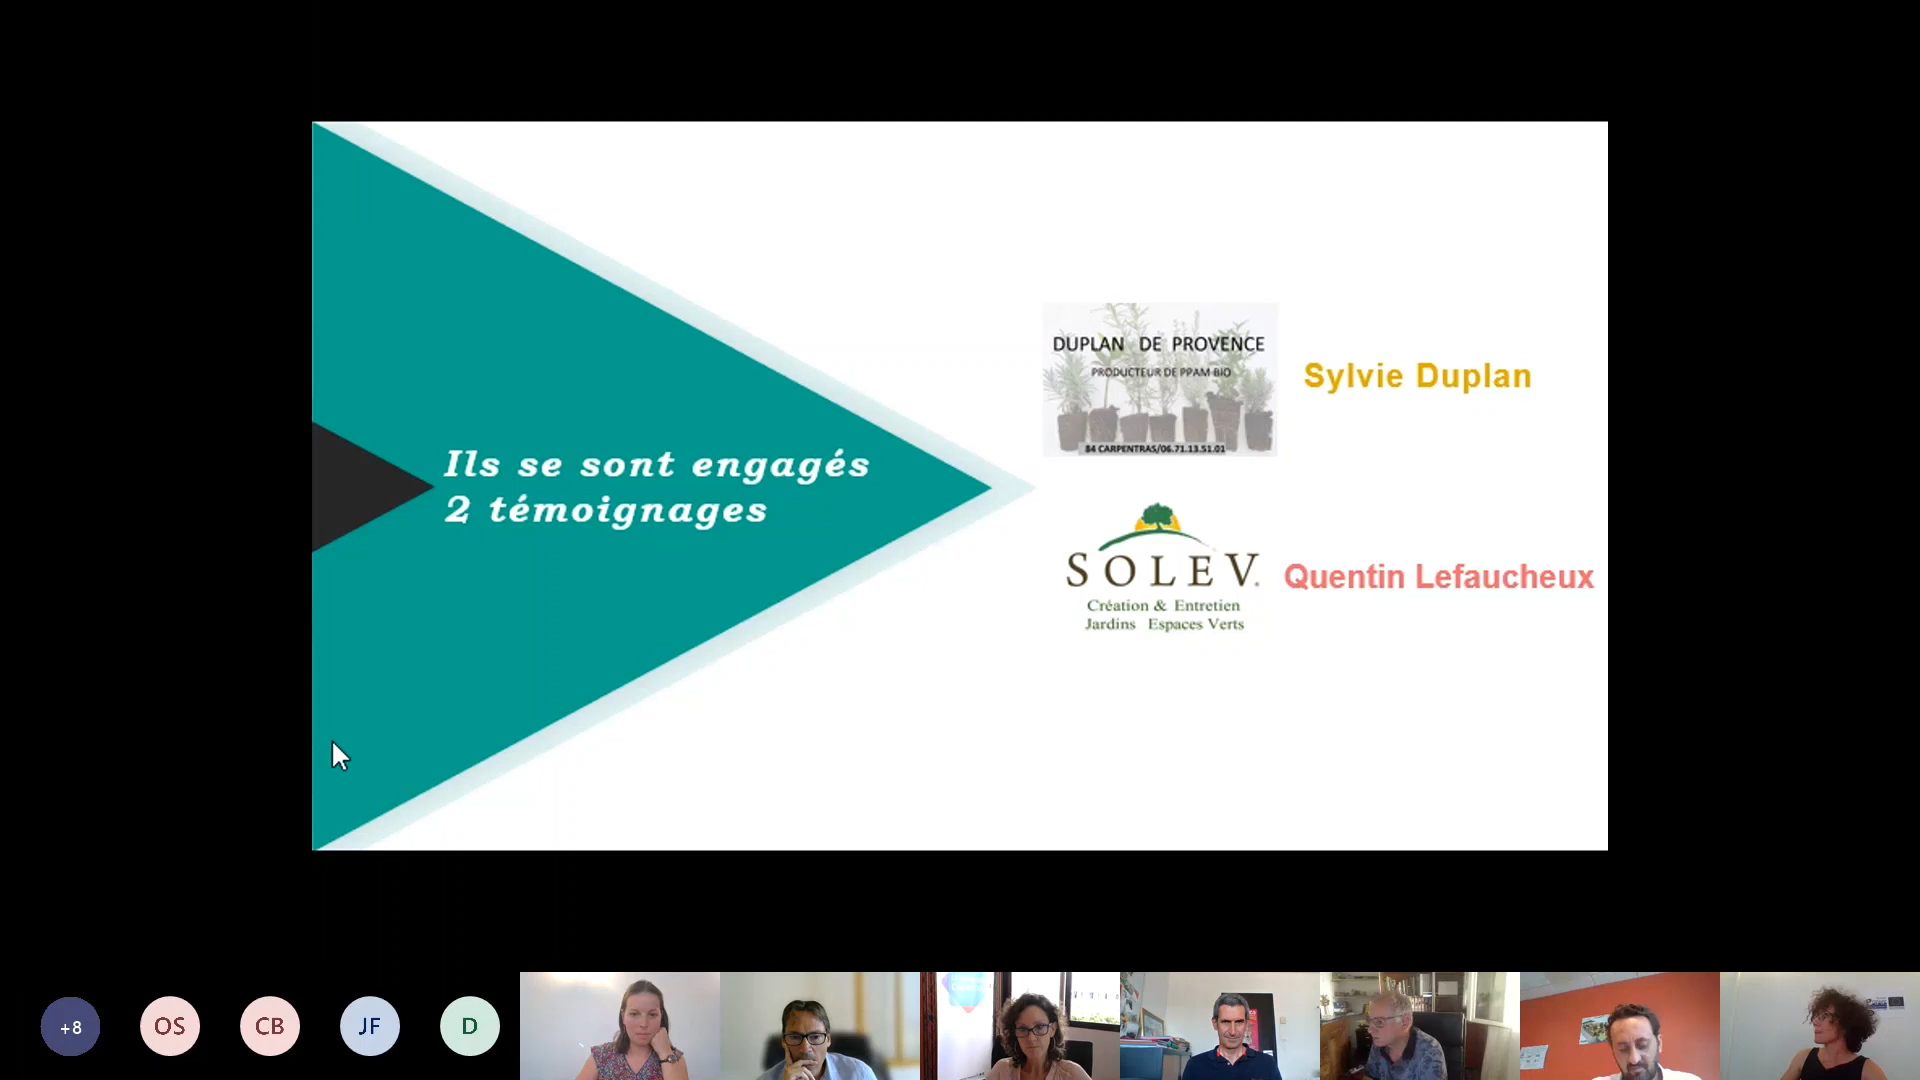 Ils se sont engagés
2 témoignages
DUPLAN DE PROVENCE
PRODUCTEUR DE PPAM BIO
84 CARPENTRAS/06.71.13.51.01
Sylvie Duplan
SOLEV.
Création & Entretien
Jardins Espaces Verts
Quentin Lefaucheux
+8
OS
CB
JF
D